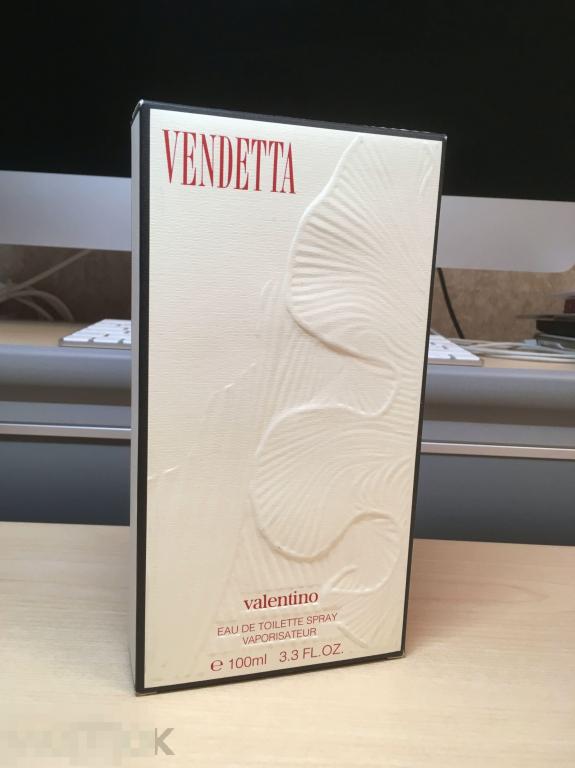 VENDETTA
valentino
EAU DE TOILETTE SPRAY
VAPORISATEUR
℮ 100ml 3.3 FL.OZ.